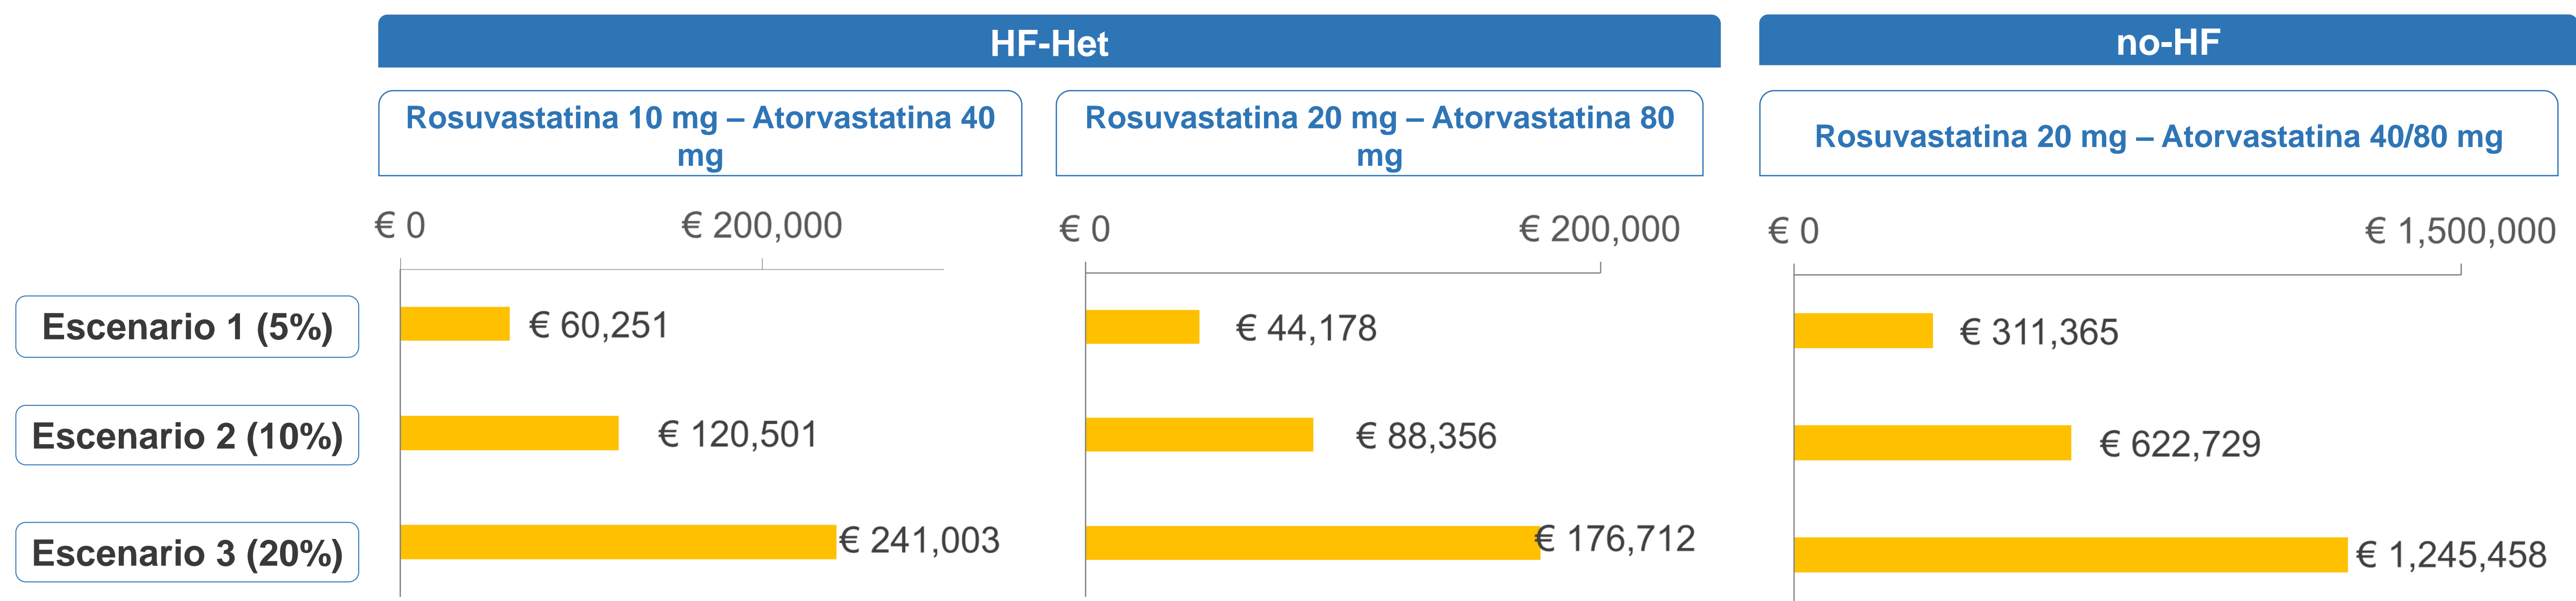 HF-Het
no-HF
Rosuvastatina 10 mg – Atorvastatina 40
mg
Rosuvastatina 20 mg – Atorvastatina 80
mg
Rosuvastatina 20 mg – Atorvastatina 40/80 mg
€ 0
€ 200,000
€ 0
€ 200,000
€ 0
€ 1,500,000
Escenario 1 (5%)
€ 60,251
€ 44,178
€ 311,365
Escenario 2 (10%)
€ 120,501
€ 88,356
€ 622,729
Escenario 3 (20%)
€ 241,003
€ 176,712
€ 1,245,458